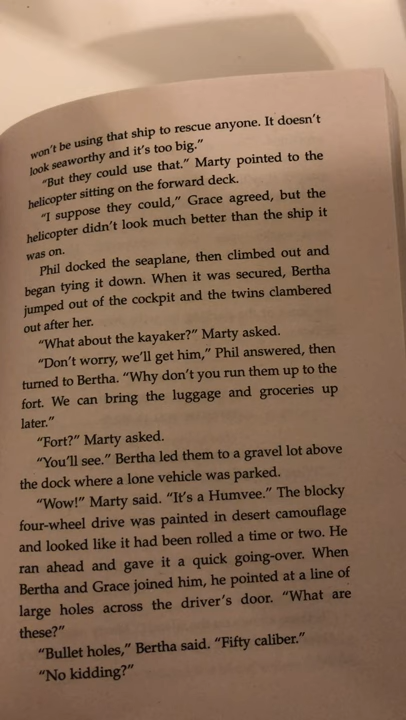 won't be using that ship to rescue anyone. It doesn't
look seaworthy and it's too big."
"But they could use that." Marty pointed to the
helicopter sitting on the forward deck.
"I suppose they could," Grace agreed, but the
helicopter didn't look much better than the ship it
was on.
Phil docked the seaplane, then climbed out and
began tying it down. When it was secured, Bertha
jumped out of the cockpit and the twins clambered
out after her.
"What about the kayaker?" Marty asked.
"Don't worry, we'll get him," Phil answered, then
turned to Bertha. "Why don't you run them up to the
fort. We can bring the luggage and groceries up
later."
"Fort?" Marty asked.
"You'll see." Bertha led them to a gravel lot above
the dock where a lone vehicle was parked.
"Wow!" Marty said. "It's a Humvee." The blocky
four-wheel drive was painted in desert camouflage
and looked like it had been rolled a time or two. He
ran ahead and gave it a quick going-over. When
Bertha and Grace joined him, he pointed at a line of
large holes across the driver's door. "What are
these?"
"Bullet holes," Bertha said. "Fifty caliber."
"No kidding?"